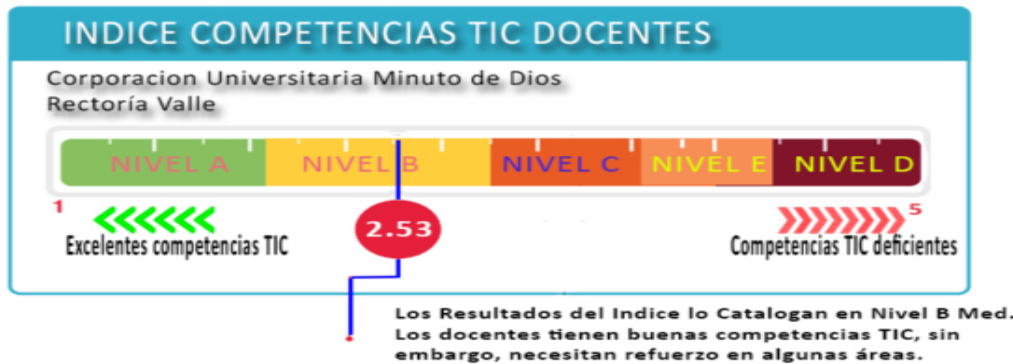 INDICE COMPETENCIAS TIC DOCENTES
Corporacion Universitaria Minuto de Dios
Rectoría Valle
NIVEL A NIVEL B NIVEL C NIVEL E NIVEL D
1 5
2.53
Excelentes competencias TIC Competencias TIC deficientes
Los Resultados del Indice lo Catalogan en Nivel B Med.
Los docentes tienen buenas competencias TIC, sin
embargo, necesitan refuerzo en algunas áreas.